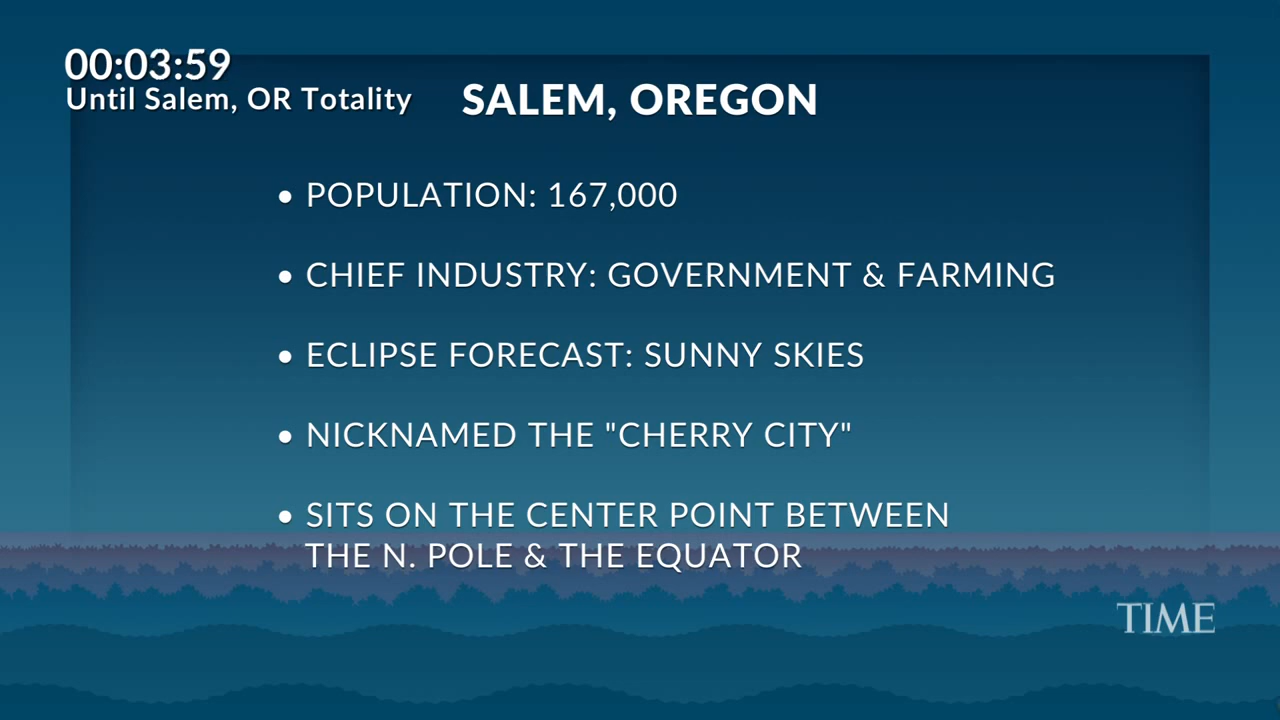 00:03:59
Until Salem, OR Totality
SALEM, OREGON
• POPULATION: 167,000
• CHIEF INDUSTRY: GOVERNMENT & FARMING
• ECLIPSE FORECAST: SUNNY SKIES
• NICKNAMED THE "CHERRY CITY"
• SITS ON THE CENTER POINT BETWEEN
THE N. POLE & THE EQUATOR
TIME